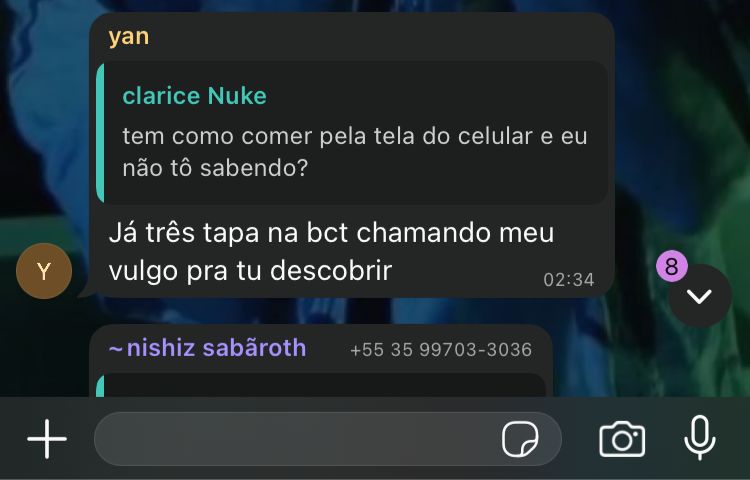 yan
clarice Nuke
tem como comer pela tela do celular e eu
não tô sabendo?
Já três tapa na bct chamando meu
vulgo pra tu descobrir
02:34
Y
8
~nishiz sabãroth +55 35 99703-3036